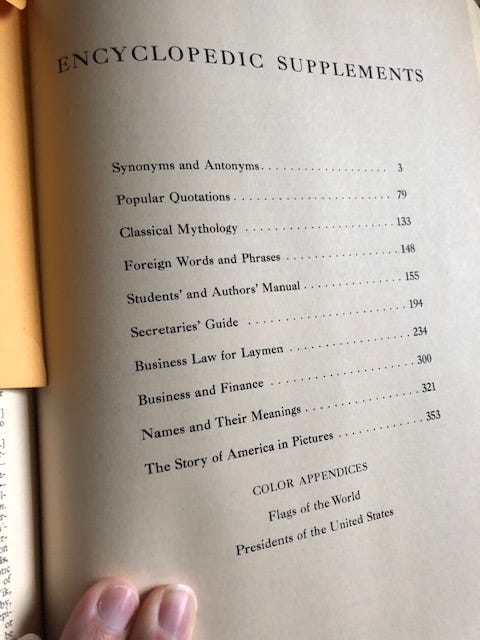 ENCYCLOPEDIC SUPPLEMENTS
Synonyms and Antonyms . . . . . . . . . . . . . . . . . . 3
Popular Quotations . . . . . . . . . . . . . . . . . . . . . . 79
Classical Mythology . . . . . . . . . . . . . . . . . . . . . 133
Foreign Words and Phrases . . . . . . . . . . . . . . . 148
Students' and Authors' Manual . . . . . . . . . . . . . 155
Secretaries' Guide . . . . . . . . . . . . . . . . . . . . . . 194
Business Law for Laymen . . . . . . . . . . . . . . . . . 234
Business and Finance . . . . . . . . . . . . . . . . . . . . 300
Names and Their Meanings . . . . . . . . . . . . . . . 321
The Story of America in Pictures . . . . . . . . . . . 353
COLOR APPENDICES
Flags of the World
Presidents of the United States